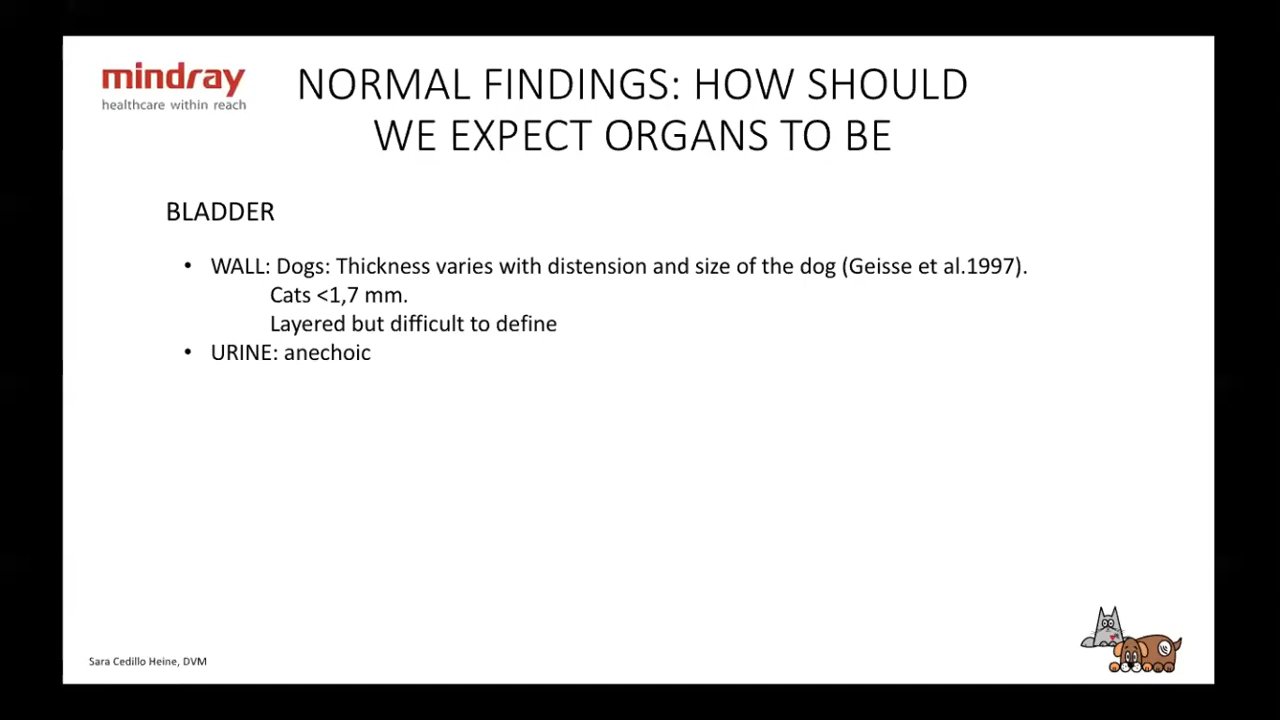 mindray
healthcare within reach
NORMAL FINDINGS: HOW SHOULD
WE EXPECT ORGANS TO BE
BLADDER
• WALL: Dogs: Thickness varies with distension and size of the dog (Geisse et al.1997).
Cats <1,7 mm.
Layered but difficult to define
• URINE: anechoic
Sara Cedillo Heine, DVM